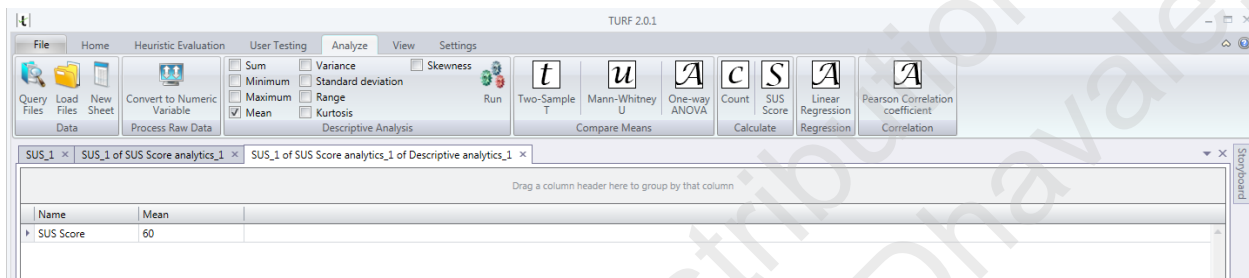 t
TURF 2.0.1
File Home Heuristic Evaluation User Testing Analyze View Settings
Sum Variance Skewness
Minimum Standard deviation
Maximum Range
Mean Kurtosis
Query Files
Load Files
New Sheet
Convert to Numeric Variable
Run
t
Two-Sample T
u
Mann-Whitney U
A
One-way ANOVA
C
Count
S
SUS Score
A
Linear Regression
A
Pearson Correlation coefficient
Data Process Raw Data Descriptive Analysis Compare Means Calculate Regression Correlation
SUS_1 × SUS_1 of SUS Score analytics_1 × SUS_1 of SUS Score analytics_1 of Descriptive analytics_1 ×
Storyboard
Drag a column header here to group by that column
Name Mean
SUS Score 60